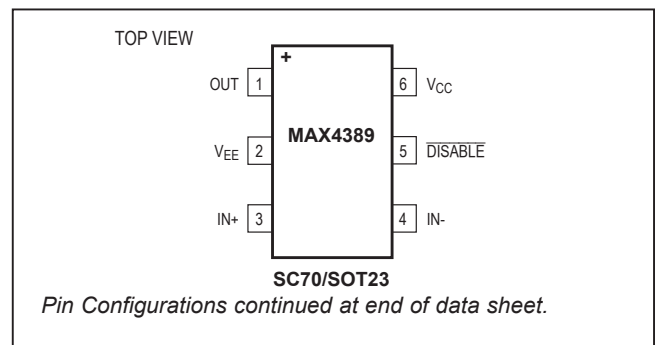 TOP VIEW
+
OUT 1 6 VCC
MAX4389
VEE 2 5 DISABLE
IN+ 3 4 IN-
SC70/SOT23
Pin Configurations continued at end of data sheet.